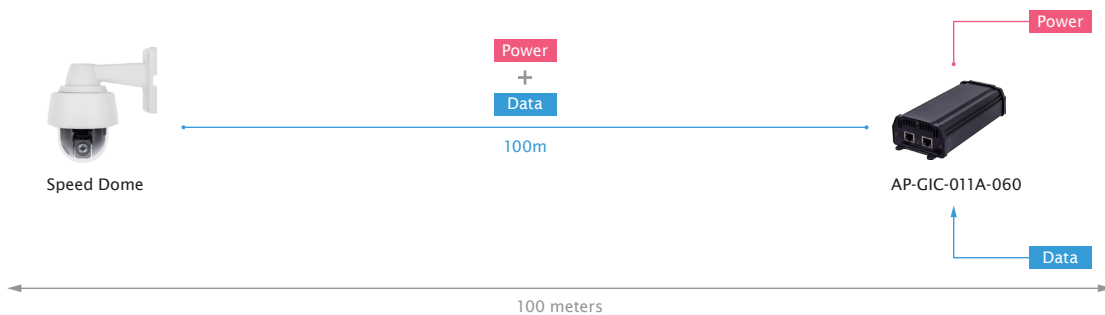 Power
Power
+
Data
100m
Speed Dome
AP-GIC-011A-060
Data
100 meters